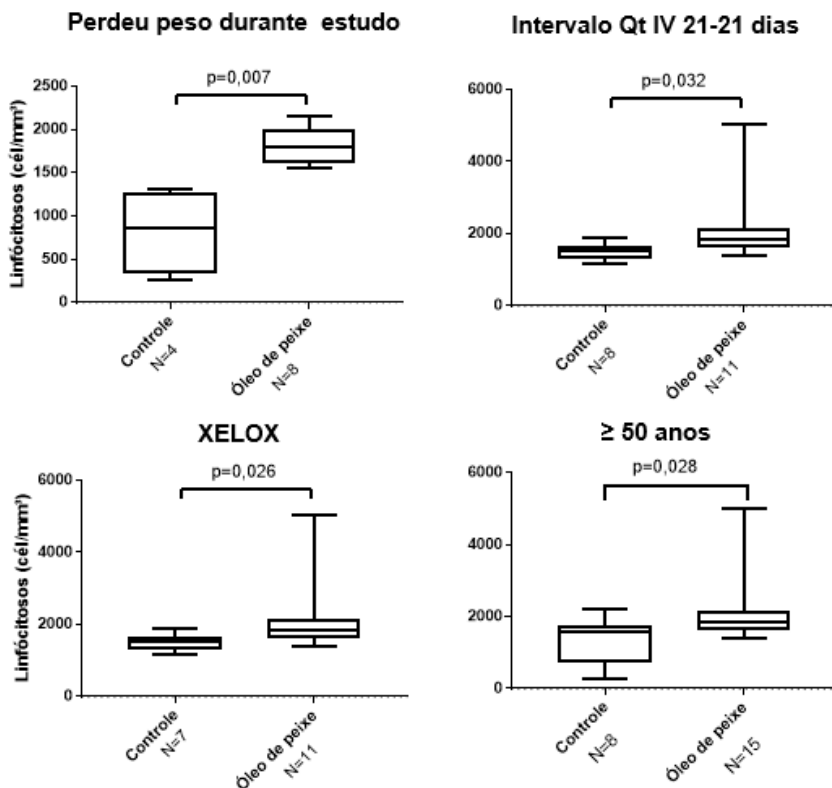 Perdeu peso durante estudo
p=0,007
Linfócitosos (cél/mm³)
2500
2000
1500
1000
500
0
Controle
N=4
Óleo de peixe
N=8
Intervalo Qt IV 21-21 dias
p=0,032
6000
4000
2000
0
Controle
N=8
Óleo de peixe
N=11
XELOX
p=0,026
Linfócitosos (cél/mm³)
6000
4000
2000
0
Controle
N=7
Óleo de peixe
N=11
≥ 50 anos
p=0,028
6000
4000
2000
0
Controle
N=8
Óleo de peixe
N=15